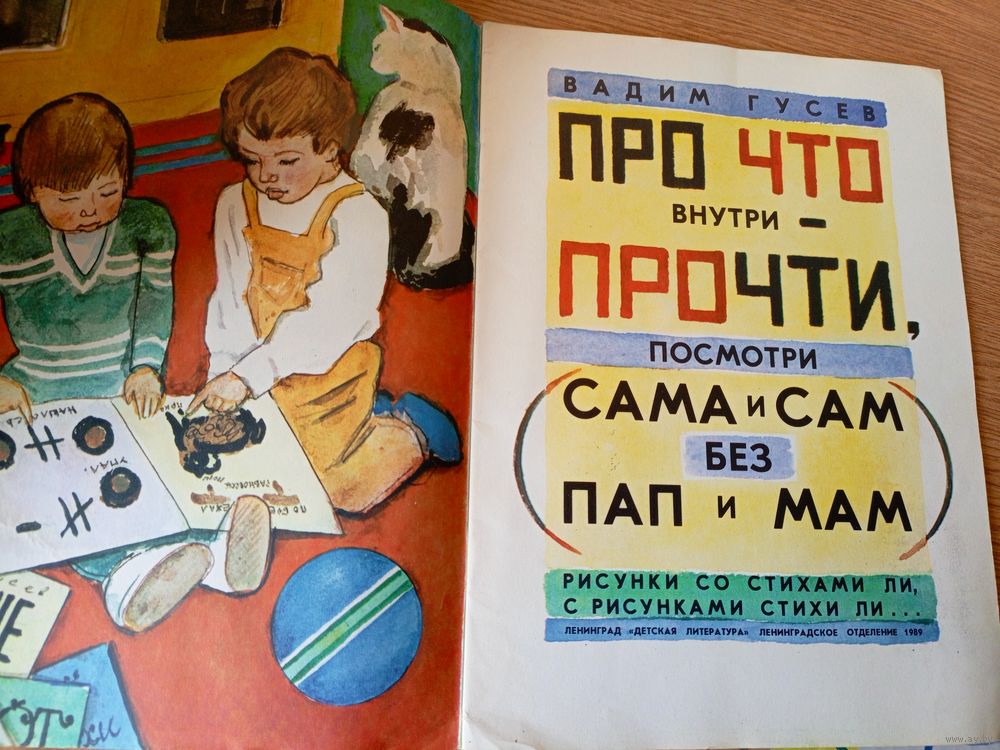 ВАДИМ ГУСЕВ
ПРО ЧТО
ВНУТРИ –
ПРОЧТИ,
ПОСМОТРИ
(САМА и САМ
БЕЗ
ПАП и МАМ)
РИСУНКИ СО СТИХАМИ ЛИ,
С РИСУНКАМИ СТИХИ ЛИ...
ЛЕНИНГРАД «ДЕТСКАЯ ЛИТЕРАТУРА» ЛЕНИНГРАДСКОЕ ОТДЕЛЕНИЕ 1989
УПАЛ,